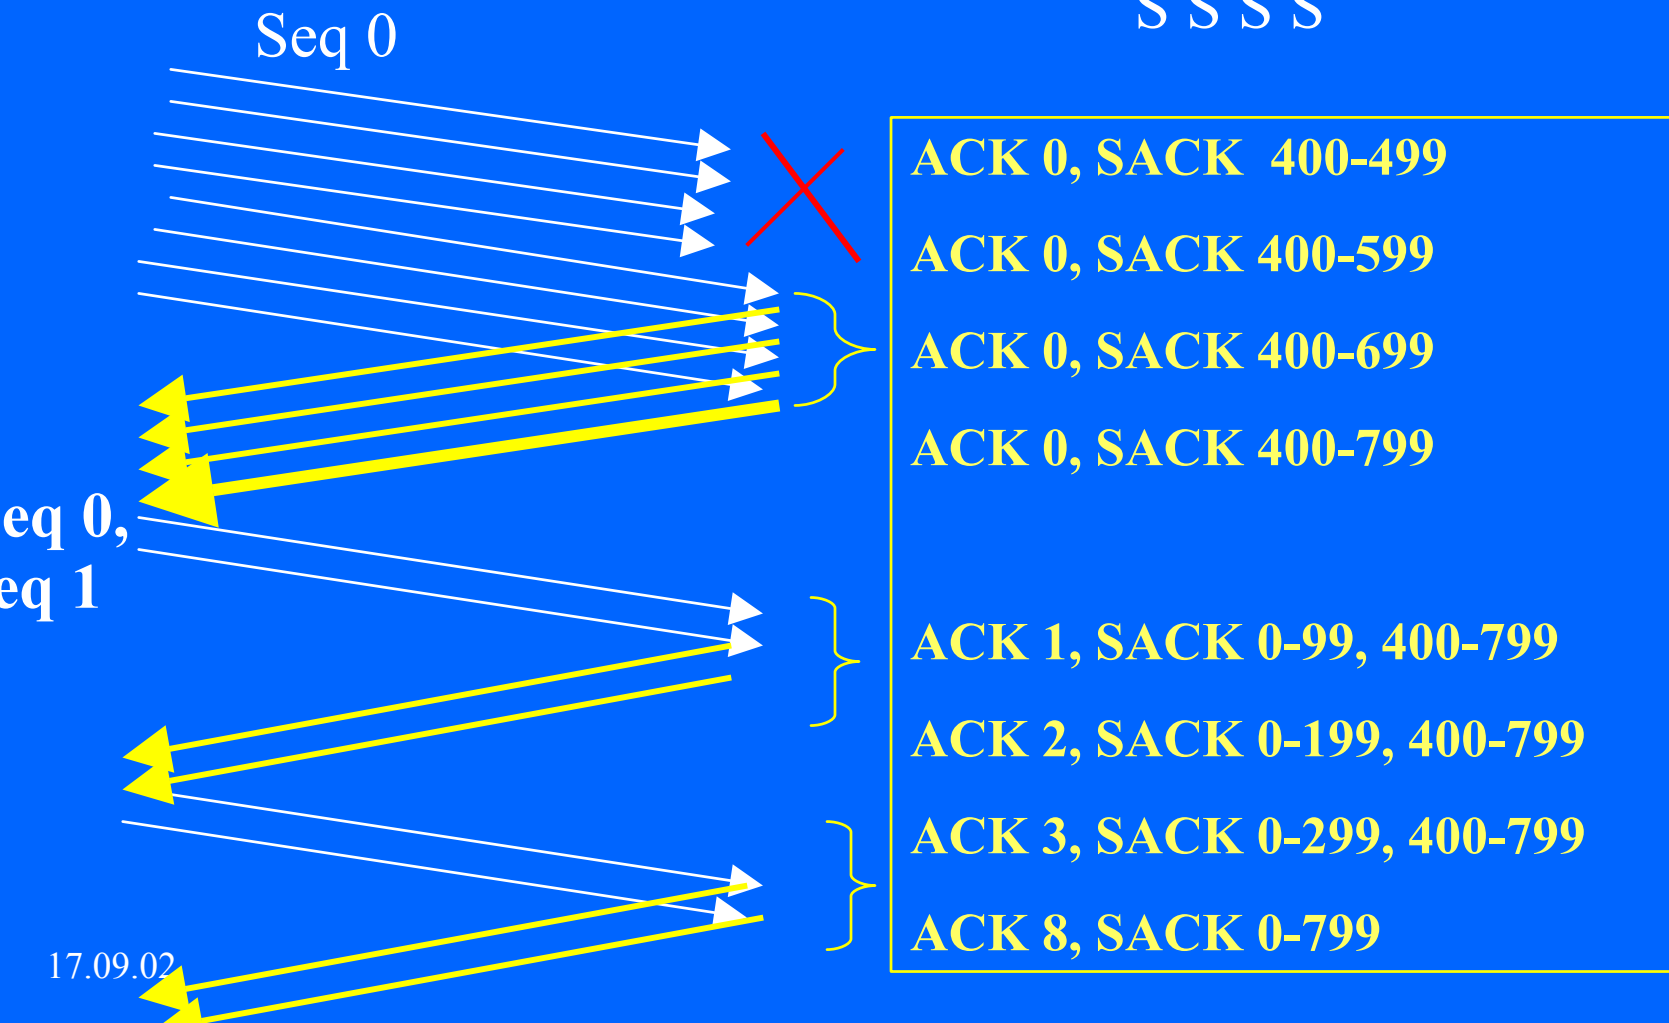 S S S S
Seq 0
ACK 0, SACK 400-499
ACK 0, SACK 400-599
ACK 0, SACK 400-699
ACK 0, SACK 400-799
eq 0,
eq 1
ACK 1, SACK 0-99, 400-799
ACK 2, SACK 0-199, 400-799
ACK 3, SACK 0-299, 400-799
ACK 8, SACK 0-799
17.09.02